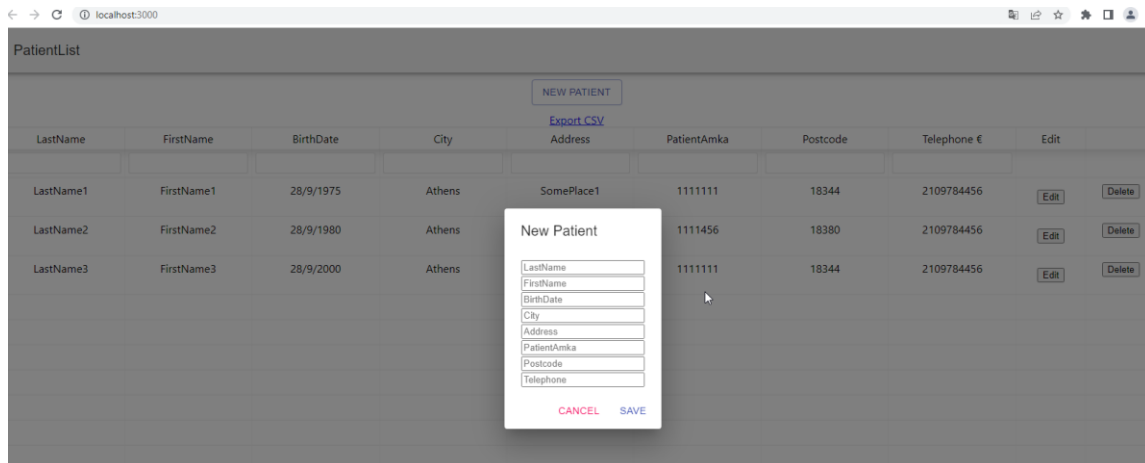 localhost:3000
PatientList
NEW PATIENT
Export CSV
LastName FirstName BirthDate City Address PatientAmka Postcode Telephone € Edit
LastName1 FirstName1 28/9/1975 Athens SomePlace1 1111111 18344 2109784456 Edit Delete
LastName2 FirstName2 28/9/1980 Athens 1111456 18380 2109784456 Edit Delete
LastName3 FirstName3 28/9/2000 Athens 1111111 18344 2109784456 Edit Delete
New Patient
LastName
FirstName
BirthDate
City
Address
PatientAmka
Postcode
Telephone
CANCEL SAVE